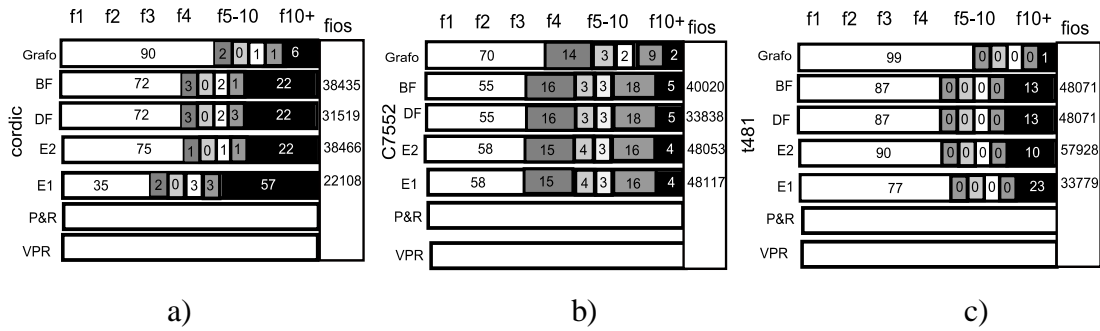 f1 f2 f3 f4 f5-10 f10+ fios
Grafo 90 2 0 1 1 6
BF 72 3 0 2 1 22 38435
DF 72 3 0 2 3 22 31519
E2 75 1 0 1 1 22 38466
E1 35 2 0 3 3 57 22108
P&R
VPR
cordic
a)
f1 f2 f3 f4 f5-10 f10+ fios
Grafo 70 14 3 2 9 2
BF 55 16 3 3 18 5 40020
DF 55 16 3 3 18 5 33838
E2 58 15 4 3 16 4 48053
E1 58 15 4 3 16 4 48117
P&R
VPR
C7552
b)
f1 f2 f3 f4 f5-10 f10+ fios
Grafo 99 0 0 0 0 1
BF 87 0 0 0 0 13 48071
DF 87 0 0 0 0 13 48071
E2 90 0 0 0 0 10 57928
E1 77 0 0 0 0 23 33779
P&R
VPR
t481
c)